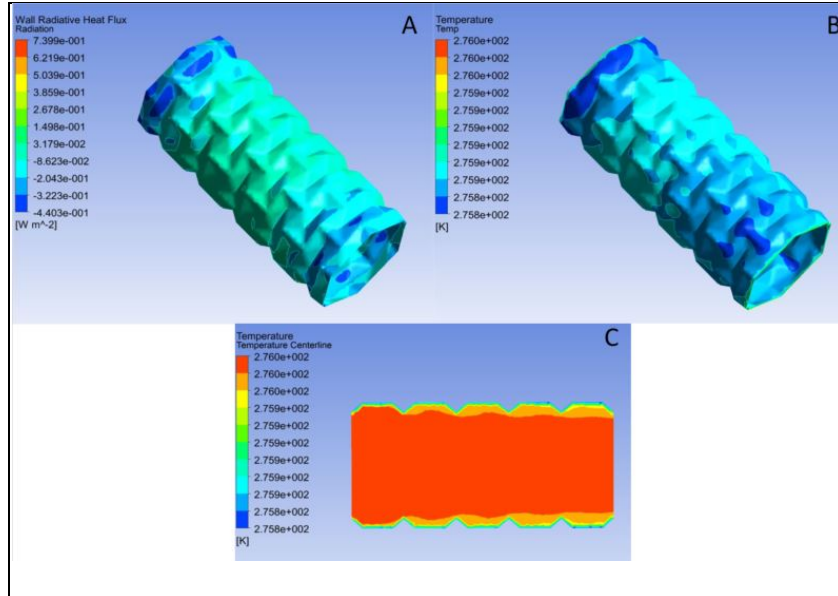 Wall Radiative Heat Flux
Radiation
7.399e-001
6.219e-001
5.039e-001
3.859e-001
2.678e-001
1.498e-001
3.179e-002
-8.623e-002
-2.043e-001
-3.223e-001
-4.403e-001
[W m^-2]
A
Temperature
Temp
2.760e+002
2.760e+002
2.760e+002
2.759e+002
2.759e+002
2.759e+002
2.759e+002
2.759e+002
2.758e+002
2.758e+002
2.758e+002
[K]
B
Temperature
Temperature Centerline
2.760e+002
2.760e+002
2.760e+002
2.759e+002
2.759e+002
2.759e+002
2.759e+002
2.759e+002
2.758e+002
2.758e+002
2.758e+002
[K]
C